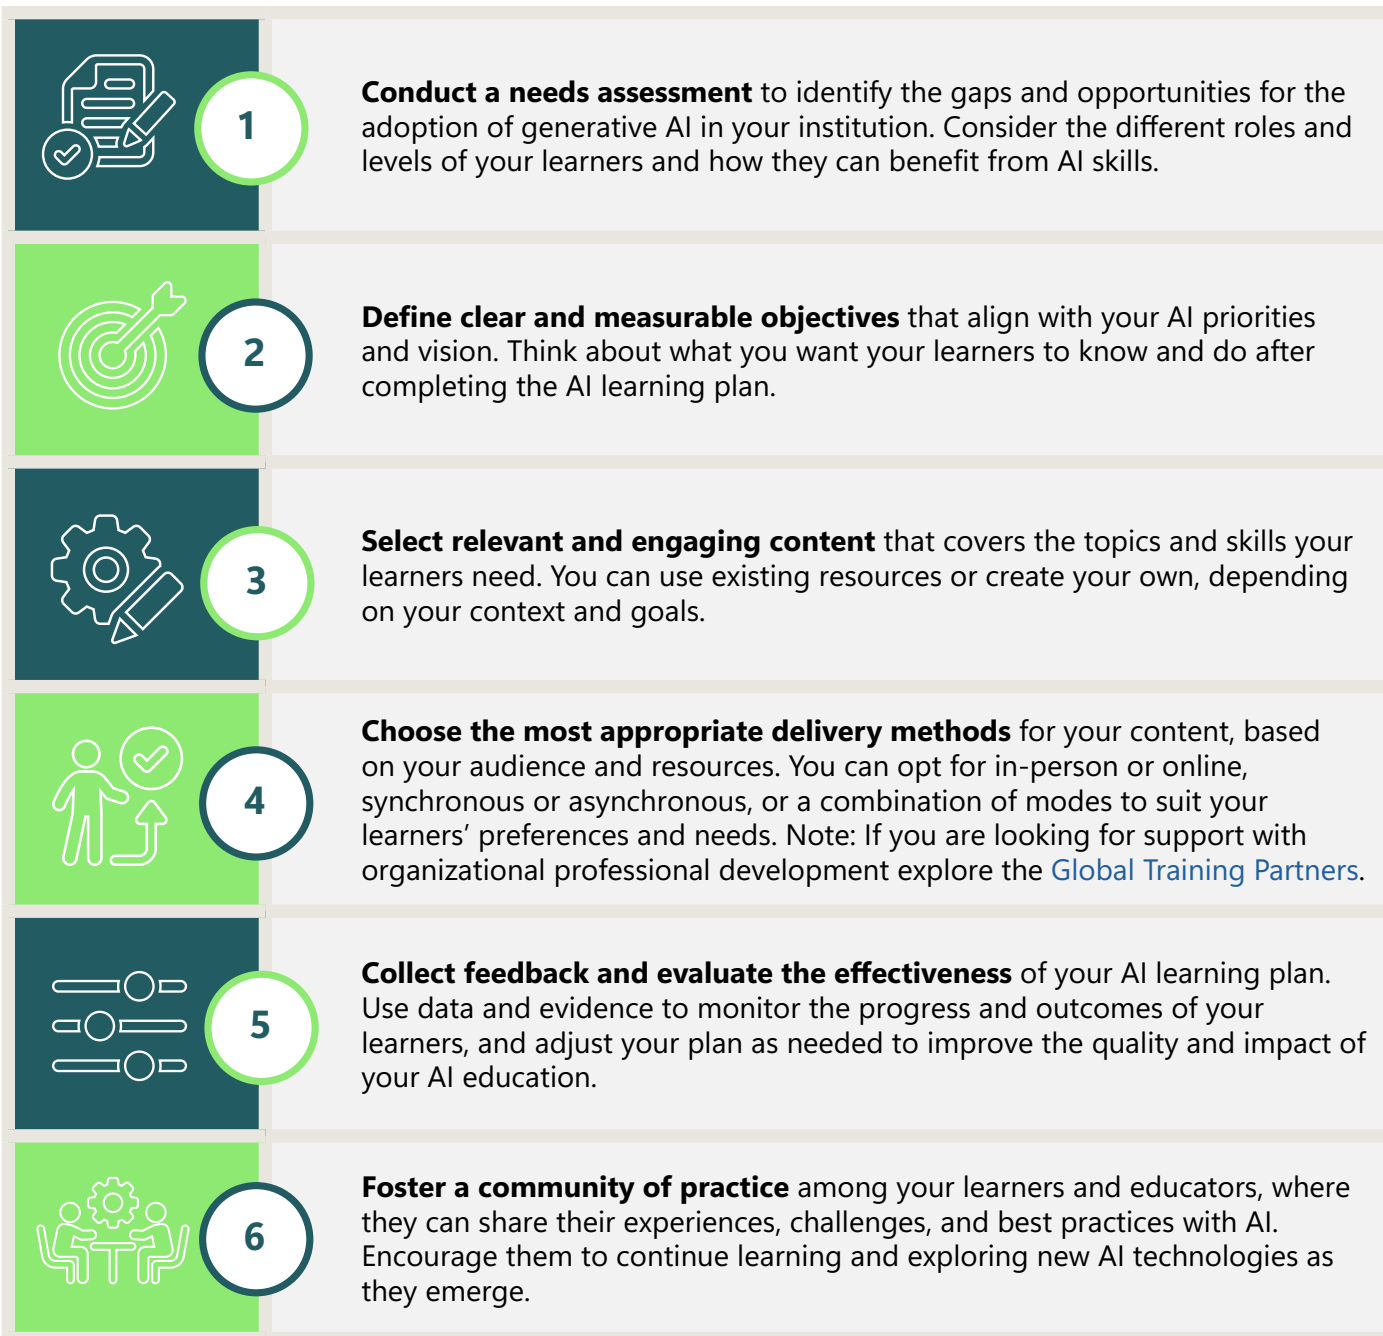 1
Conduct a needs assessment to identify the gaps and opportunities for the
adoption of generative AI in your institution. Consider the different roles and
levels of your learners and how they can benefit from AI skills.
2
Define clear and measurable objectives that align with your AI priorities
and vision. Think about what you want your learners to know and do after
completing the AI learning plan.
3
Select relevant and engaging content that covers the topics and skills your
learners need. You can use existing resources or create your own, depending
on your context and goals.
4
Choose the most appropriate delivery methods for your content, based
on your audience and resources. You can opt for in-person or online,
synchronous or asynchronous, or a combination of modes to suit your
learners’ preferences and needs. Note: If you are looking for support with
organizational professional development explore the Global Training Partners.
5
Collect feedback and evaluate the effectiveness of your AI learning plan.
Use data and evidence to monitor the progress and outcomes of your
learners, and adjust your plan as needed to improve the quality and impact of
your AI education.
6
Foster a community of practice among your learners and educators, where
they can share their experiences, challenges, and best practices with AI.
Encourage them to continue learning and exploring new AI technologies as
they emerge.